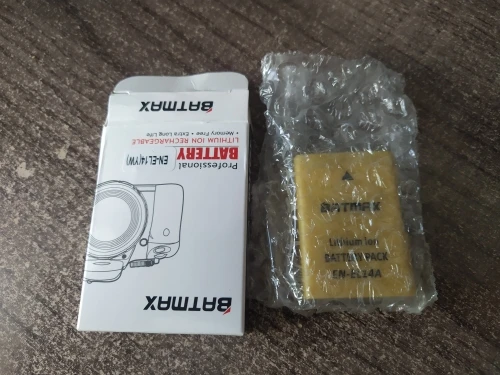 BATMAX
Professional
BATTERY EN-EL14(YW)
LITHIUM ION RECHARGEABLE
• Memory Free • Extra Long Life
BATMAX
BATMAX
Lithium ion
BATTERY PACK
EN-EL14A